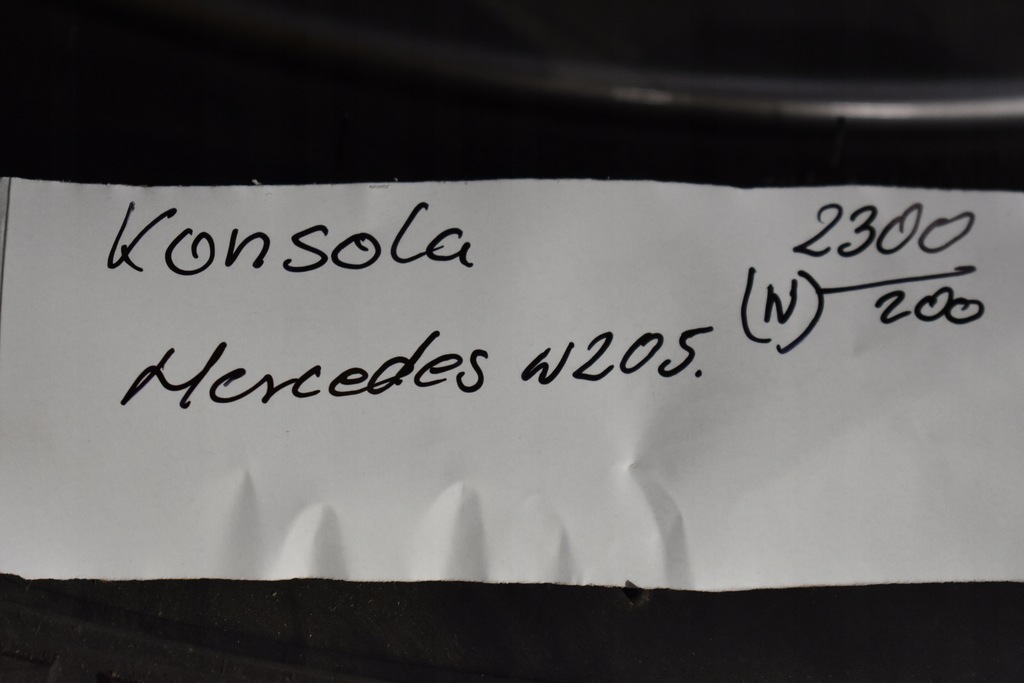 Konsola
2300
(N) 200
Mercedes W205.